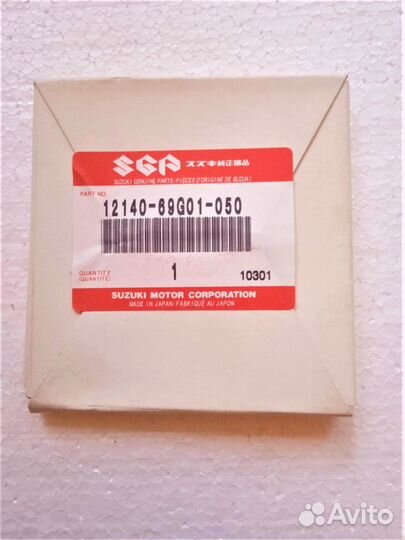 SGP スズキ純正部品
SUZUKI GENUINE PARTS/PIÈCES D'ORIGINE DE SUZUKI
PART NO.
12140-69G01-050
QUANTITY
(QUANTITÉ)
1
10301
SUZUKI MOTOR CORPORATION
MADE IN JAPAN/FABRIQUÉ AU JAPON
Avito